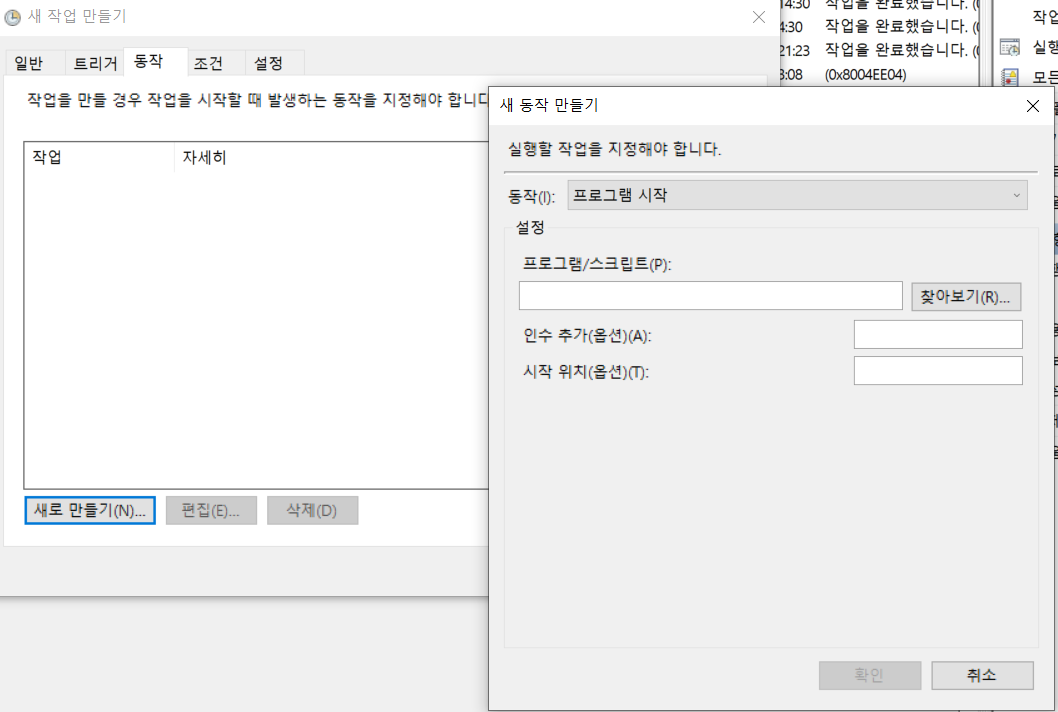 새 작업 만들기
일반 트리거 동작 조건 설정
작업을 만들 경우 작업을 시작할 때 발생하는 동작을 지정해야 합니다
작업 자세히
새로 만들기(N)... 편집(E)... 삭제(D)
14:30 작업을 완료했습니다. (
4:30 작업을 완료했습니다. (
21:23 작업을 완료했습니다. (
3:08 (0x8004EE04)
작업
실행
모든
새 동작 만들기
실행할 작업을 지정해야 합니다.
동작(I): 프로그램 시작
설정
프로그램/스크립트(P):
찾아보기(R)...
인수 추가(옵션)(A):
시작 위치(옵션)(T):
확인 취소